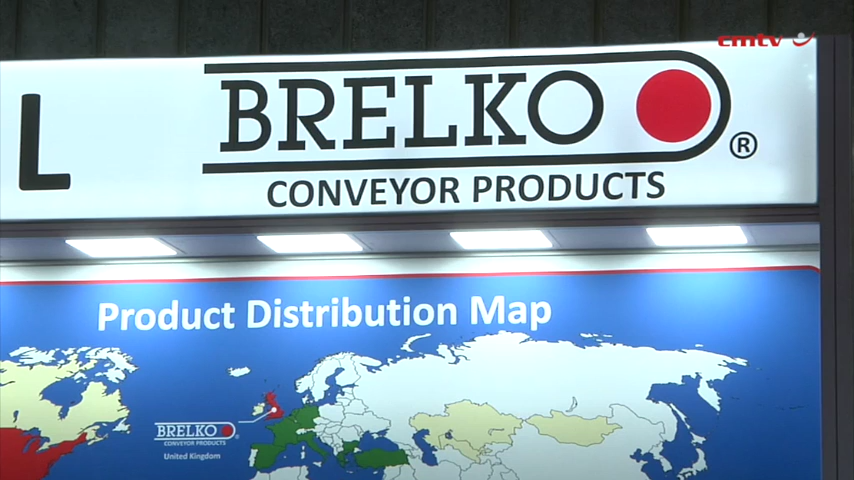 cmtv
L
BRELKO
®
CONVEYOR PRODUCTS
Product Distribution Map
BRELKO
CONVEYOR PRODUCTS
United Kingdom